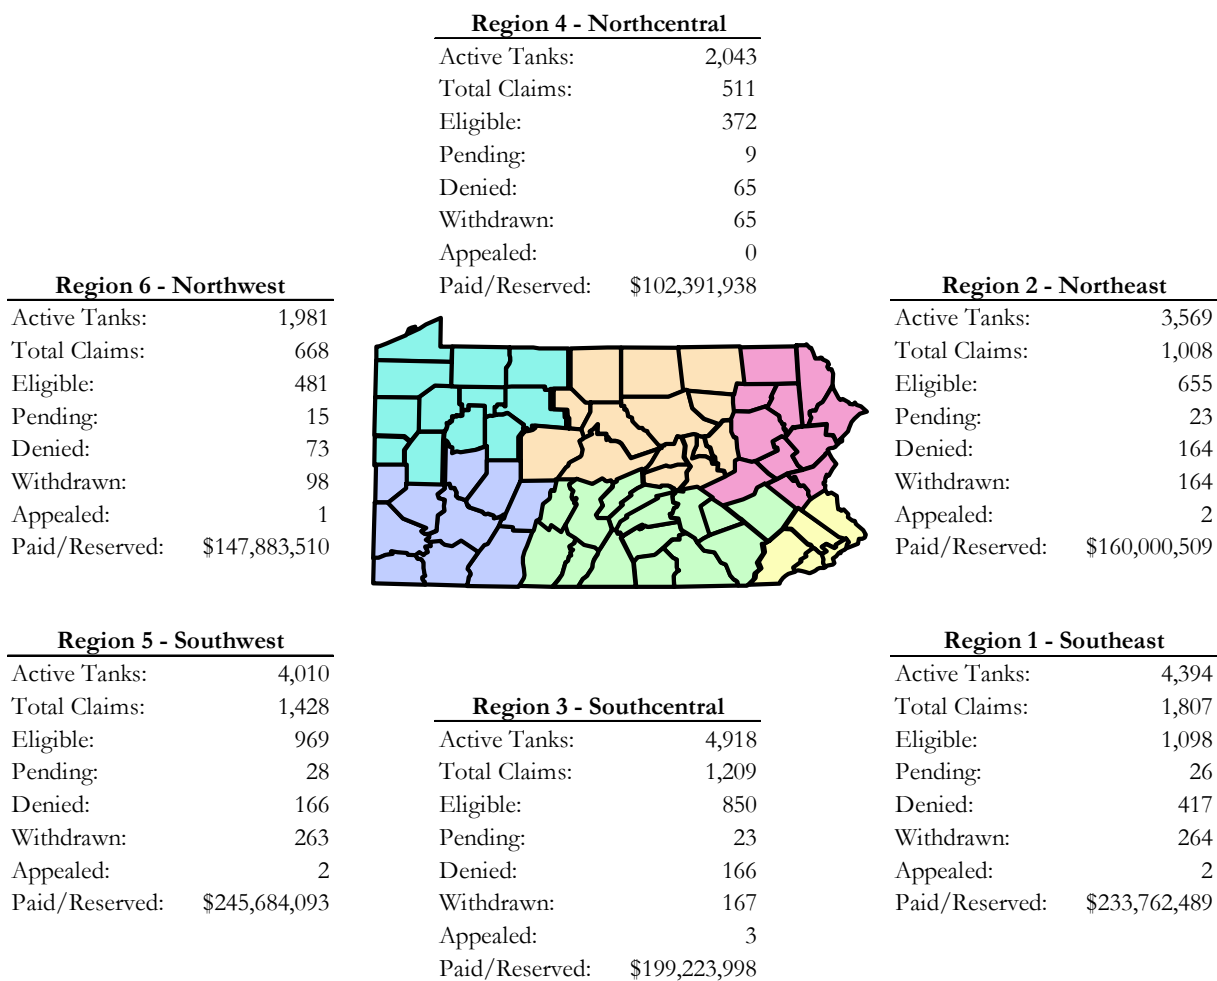 Region 4 - Northcentral
Active Tanks: 2,043
Total Claims: 511
Eligible: 372
Pending: 9
Denied: 65
Withdrawn: 65
Appealed: 0
Paid/Reserved: $102,391,938
Region 6 - Northwest
Active Tanks: 1,981
Total Claims: 668
Eligible: 481
Pending: 15
Denied: 73
Withdrawn: 98
Appealed: 1
Paid/Reserved: $147,883,510
Region 2 - Northeast
Active Tanks: 3,569
Total Claims: 1,008
Eligible: 655
Pending: 23
Denied: 164
Withdrawn: 164
Appealed: 2
Paid/Reserved: $160,000,509
Region 5 - Southwest
Active Tanks: 4,010
Total Claims: 1,428
Eligible: 969
Pending: 28
Denied: 166
Withdrawn: 263
Appealed: 2
Paid/Reserved: $245,684,093
Region 3 - Southcentral
Active Tanks: 4,918
Total Claims: 1,209
Eligible: 850
Pending: 23
Denied: 166
Withdrawn: 167
Appealed: 3
Paid/Reserved: $199,223,998
Region 1 - Southeast
Active Tanks: 4,394
Total Claims: 1,807
Eligible: 1,098
Pending: 26
Denied: 417
Withdrawn: 264
Appealed: 2
Paid/Reserved: $233,762,489